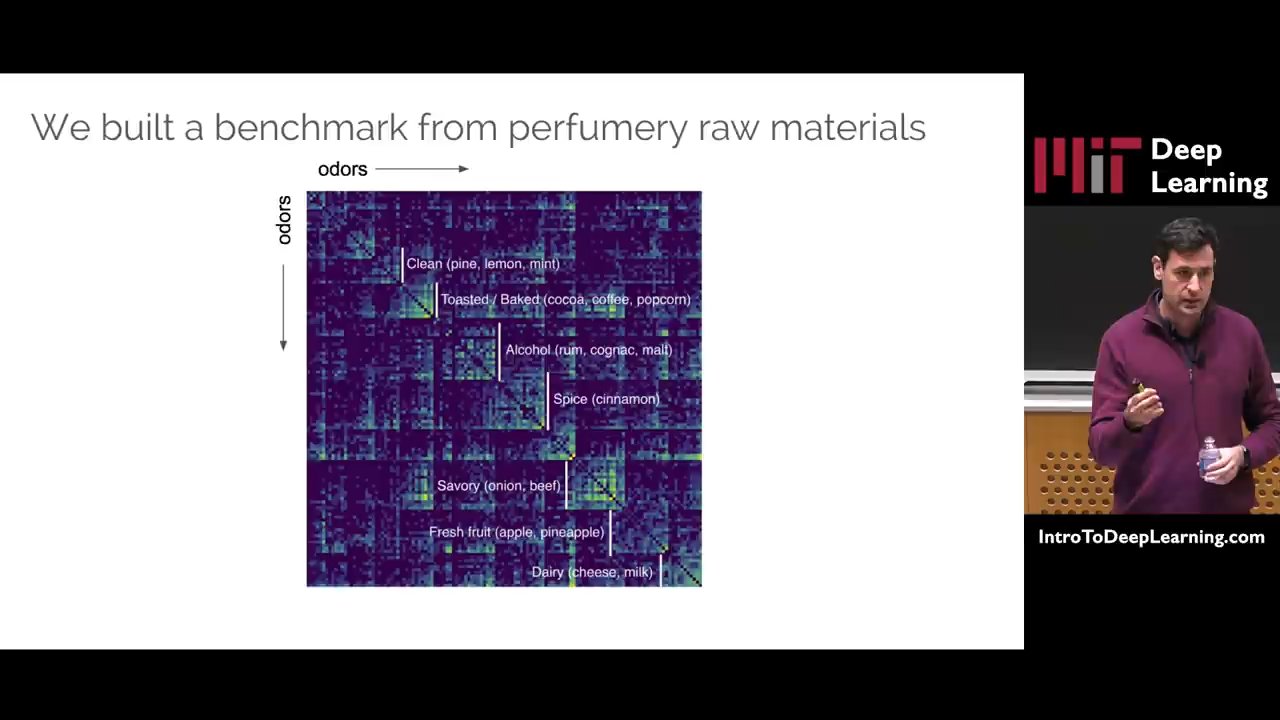 We built a benchmark from perfumery raw materials
odors
odors
Clean (pine, lemon, mint)
Toasted / Baked (cocoa, coffee, popcorn)
Alcohol (rum, cognac, malt)
Spice (cinnamon)
Savory (onion, beef)
Fresh fruit (apple, pineapple)
Dairy (cheese, milk)
MIT Deep
Learning
IntroToDeepLearning.com